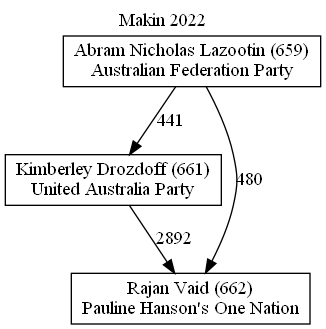 Makin 2022
Abram Nicholas Lazootin (659)
Australian Federation Party
441
Kimberley Drozdoff (661)
United Australia Party
480
2892
Rajan Vaid (662)
Pauline Hanson's One Nation